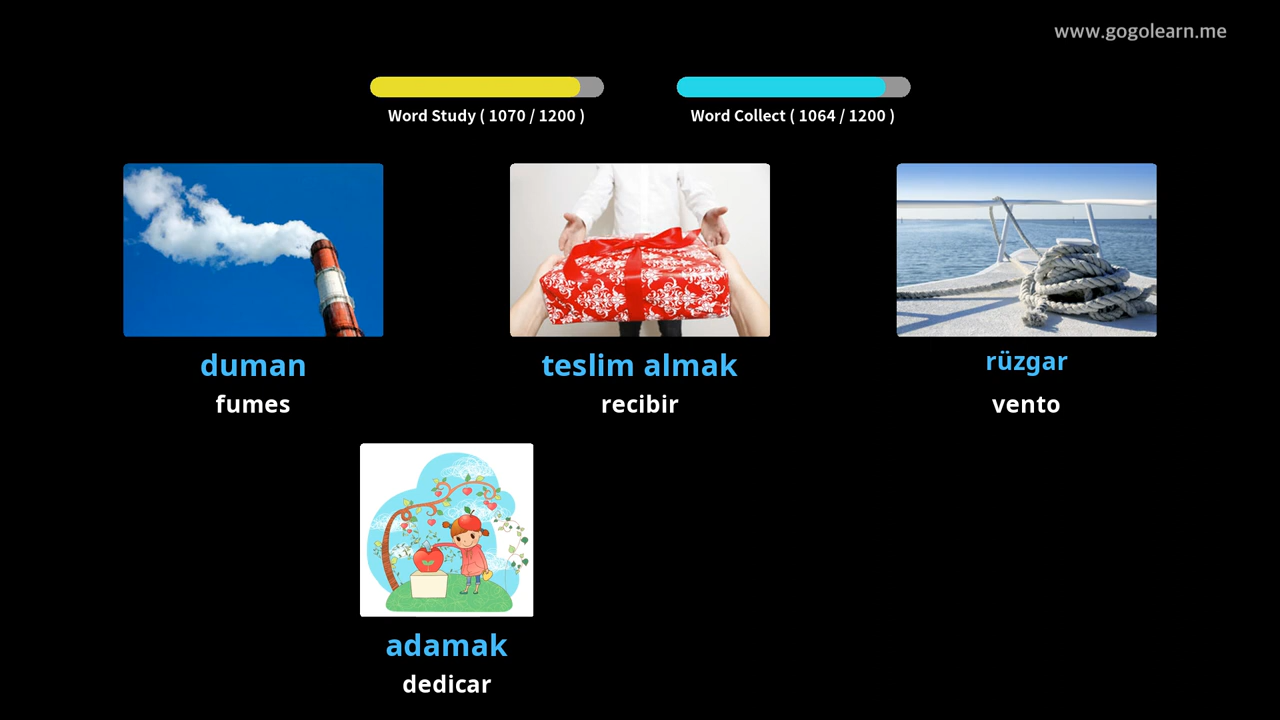 www.gogolearn.me
Word Study ( 1070 / 1200 )
Word Collect ( 1064 / 1200 )
duman
fumes
teslim almak
recibir
rüzgar
vento
adamak
dedicar